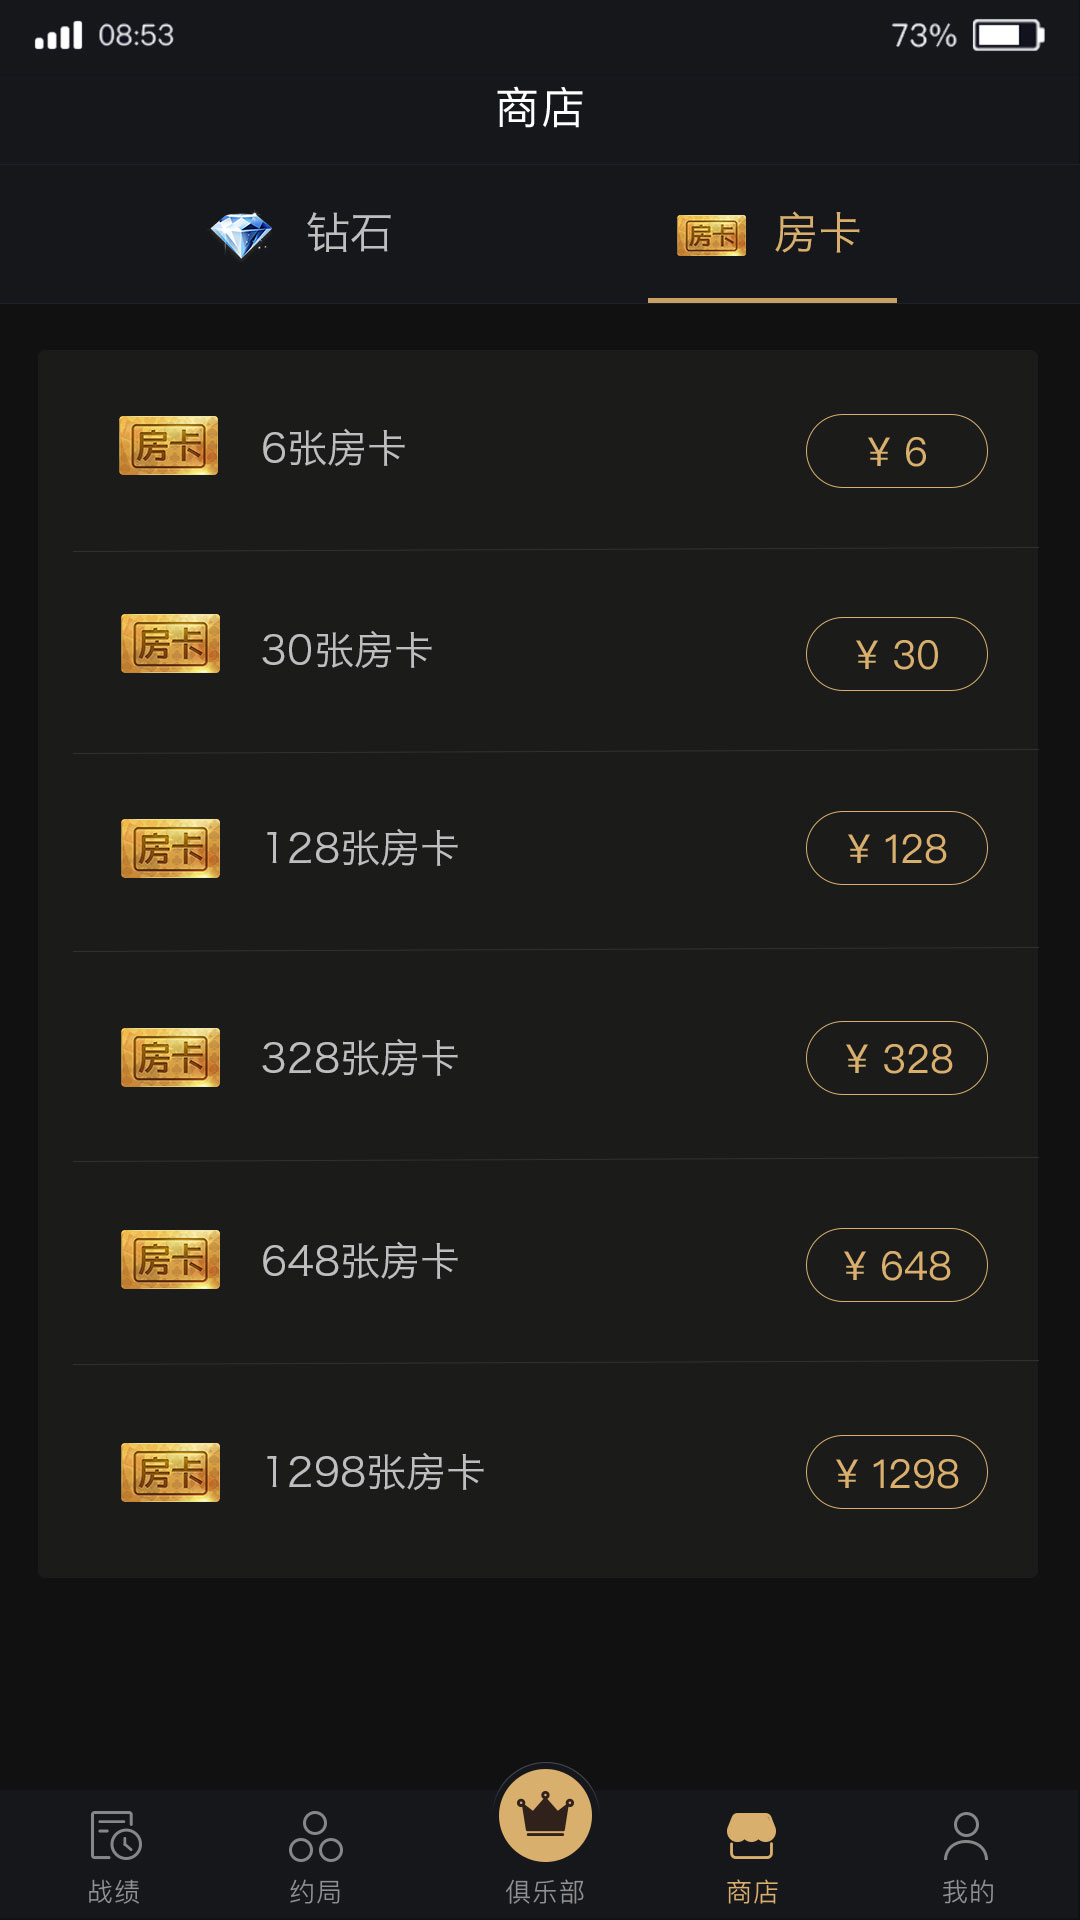 08:53 73%
商店
钻石 房卡 房卡
房卡 6张房卡 ¥ 6
房卡 30张房卡 ¥ 30
房卡 128张房卡 ¥ 128
房卡 328张房卡 ¥ 328
房卡 648张房卡 ¥ 648
房卡 1298张房卡 ¥ 1298
战绩 约局 俱乐部 商店 我的